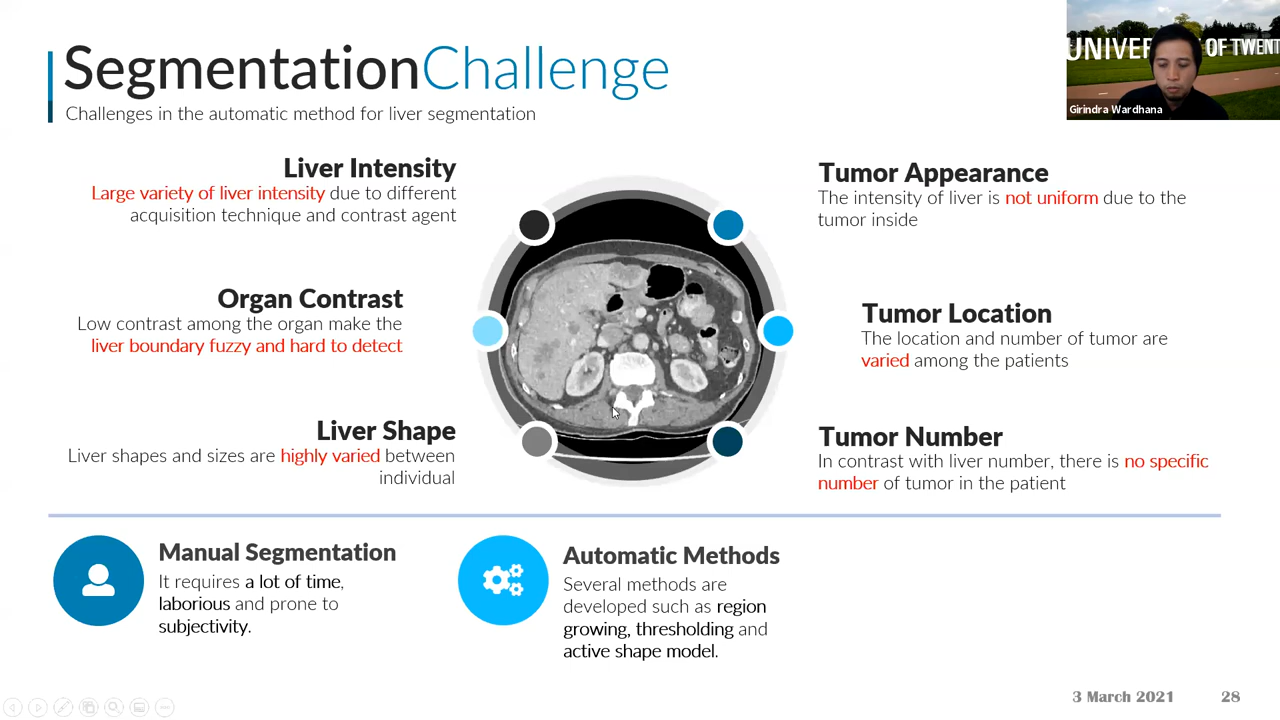 SegmentationChallenge
Challenges in the automatic method for liver segmentation
UNIVER OF TWENT
Girindra Wardhana
Liver Intensity
Large variety of liver intensity due to different
acquisition technique and contrast agent
Organ Contrast
Low contrast among the organ make the
liver boundary fuzzy and hard to detect
Liver Shape
Liver shapes and sizes are highly varied between
individual
Tumor Appearance
The intensity of liver is not uniform due to the
tumor inside
Tumor Location
The location and number of tumor are
varied among the patients
Tumor Number
In contrast with liver number, there is no specific
number of tumor in the patient
Manual Segmentation
It requires a lot of time,
laborious and prone to
subjectivity.
Automatic Methods
Several methods are
developed such as region
growing, thresholding and
active shape model.
3 March 2021
28